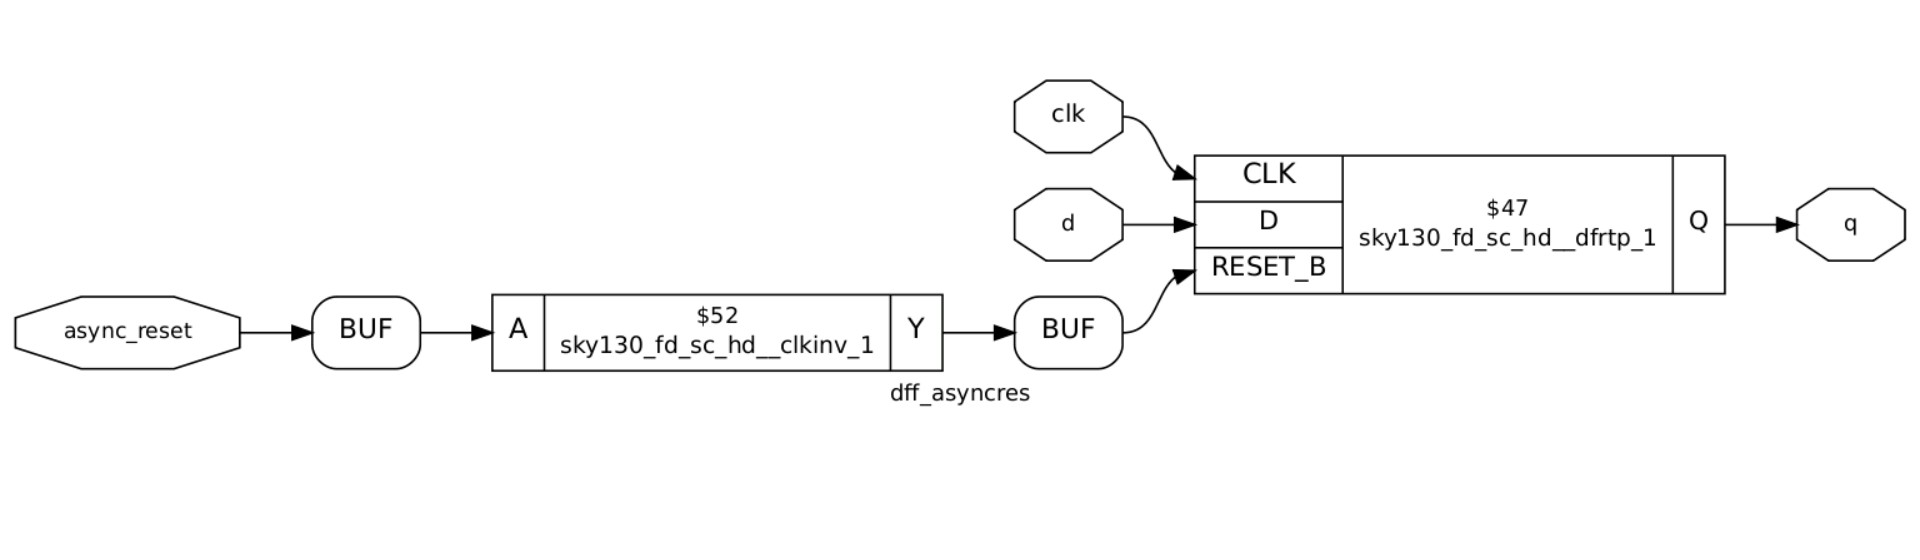 clk
d
async_reset
BUF
A
$52
sky130_fd_sc_hd__clkinv_1
Y
BUF
CLK
D
RESET_B
$47
sky130_fd_sc_hd__dfrtp_1
Q
q
dff_asyncres